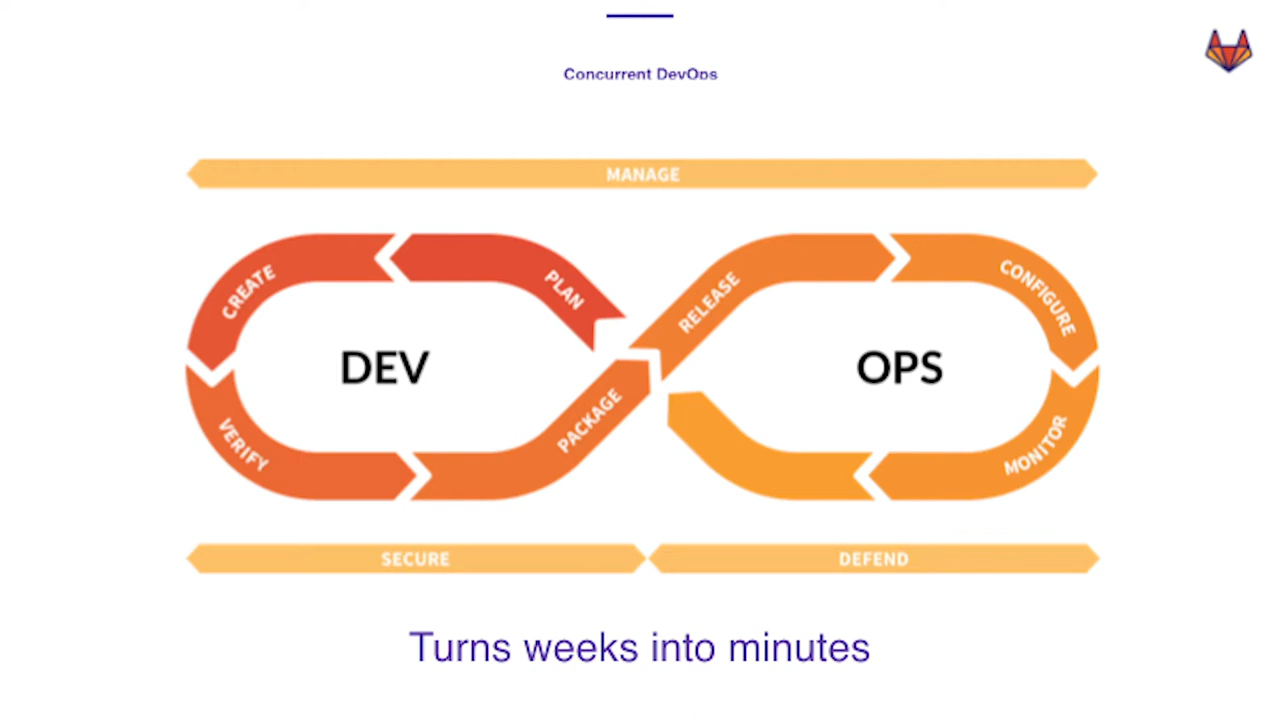 Concurrent DevOps
MANAGE
CREATE
PLAN
RELEASE
CONFIGURE
DEV
OPS
VERIFY
PACKAGE
MONITOR
SECURE
DEFEND
Turns weeks into minutes